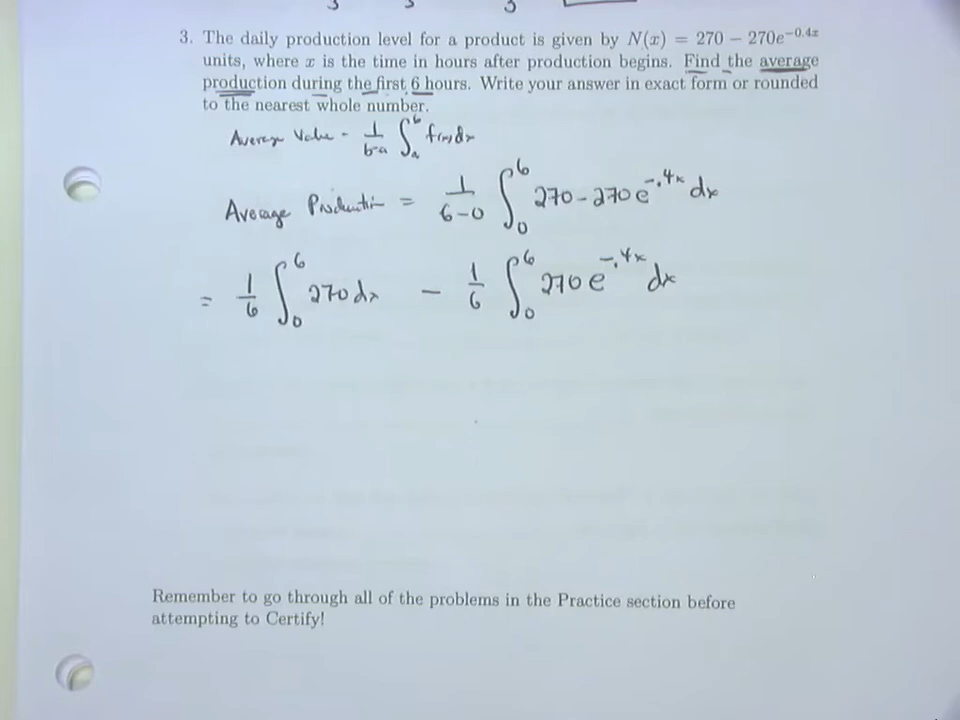 3. The daily production level for a product is given by N(x) = 270 − 270e^{−0.4x}
units, where x is the time in hours after production begins. Find the average
production during the first 6 hours. Write your answer in exact form or rounded
to the nearest whole number.
Average Value = 1/(b-a) ∫_a^b f(x)dx
Average Production = 1/(6-0) ∫_0^6 270-270e^{-.4x} dx
= 1/6 ∫_0^6 270dx - 1/6 ∫_0^6 270e^{-.4x} dx
Remember to go through all of the problems in the Practice section before
attempting to Certify!